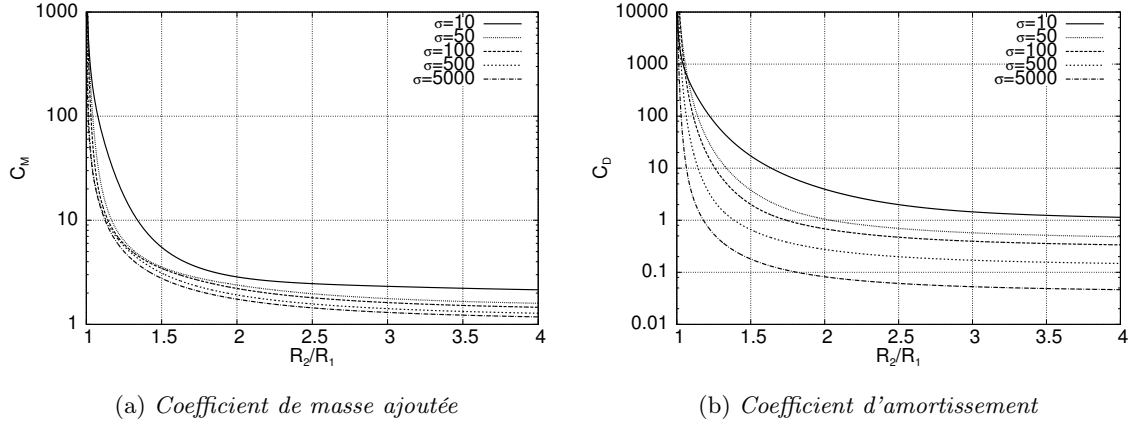 1000
100
10
1
C_M
σ=10
σ=50
σ=100
σ=500
σ=5000
1 1.5 2 2.5 3 3.5 4
R_2/R_1
(a) Coefficient de masse ajoutée
10000
1000
100
10
1
0.1
0.01
C_D
σ=10
σ=50
σ=100
σ=500
σ=5000
1 1.5 2 2.5 3 3.5 4
R_2/R_1
(b) Coefficient d'amortissement